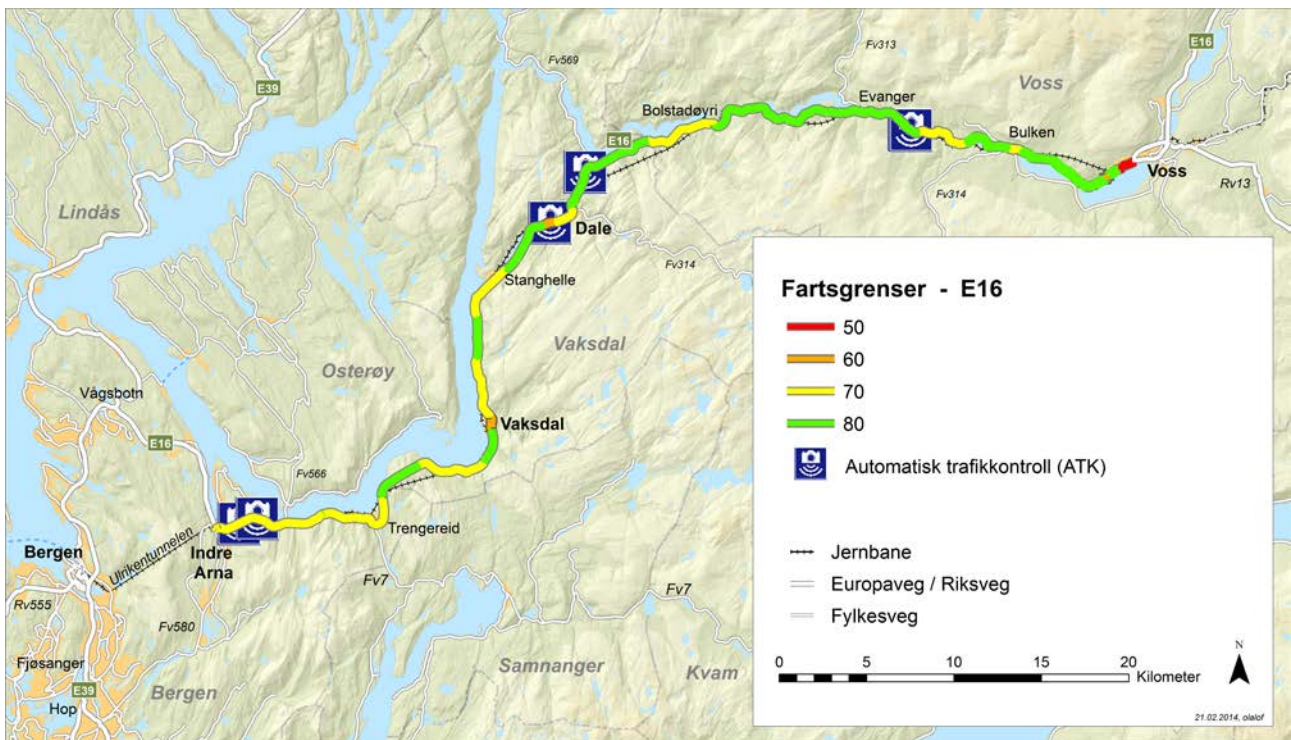 Fv313
E16
Fv569
Voss
E39
Bolstadøyri
Evanger
E16
Bulken
Voss
Rv13
Fv314
Lindås
Dale
Fv314
Stanghelle
Vaksdal
Osterøy
Vågsbotn
Vaksdal
E16
Fv566
Trengereid
Indre
Arna
Bergen
Ulrikentunnelen
Fv7
Fv7
Rv555
Fv580
Fjøsanger
Samnanger
Kvam
E39
Bergen
Hop
Fartsgrenser - E16
50
60
70
80
Automatisk trafikkontroll (ATK)
Jernbane
Europaveg / Riksveg
Fylkesveg
N
0 5 10 15 20
Kilometer
21.02.2014, olalof